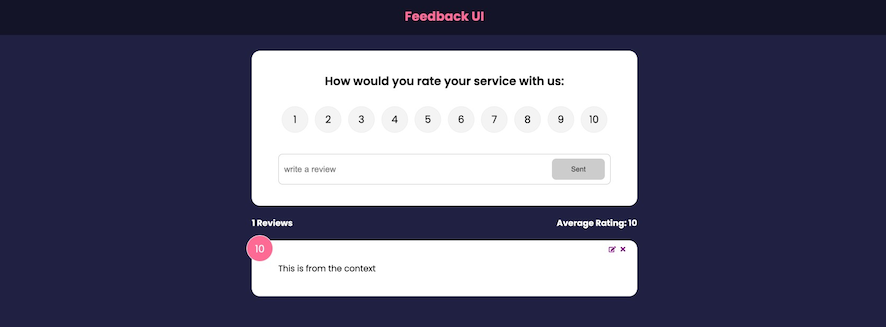 Feedback UI
How would you rate your service with us:
1 2 3 4 5 6 7 8 9 10
write a review Sent
1 Reviews Average Rating: 10
10
This is from the context